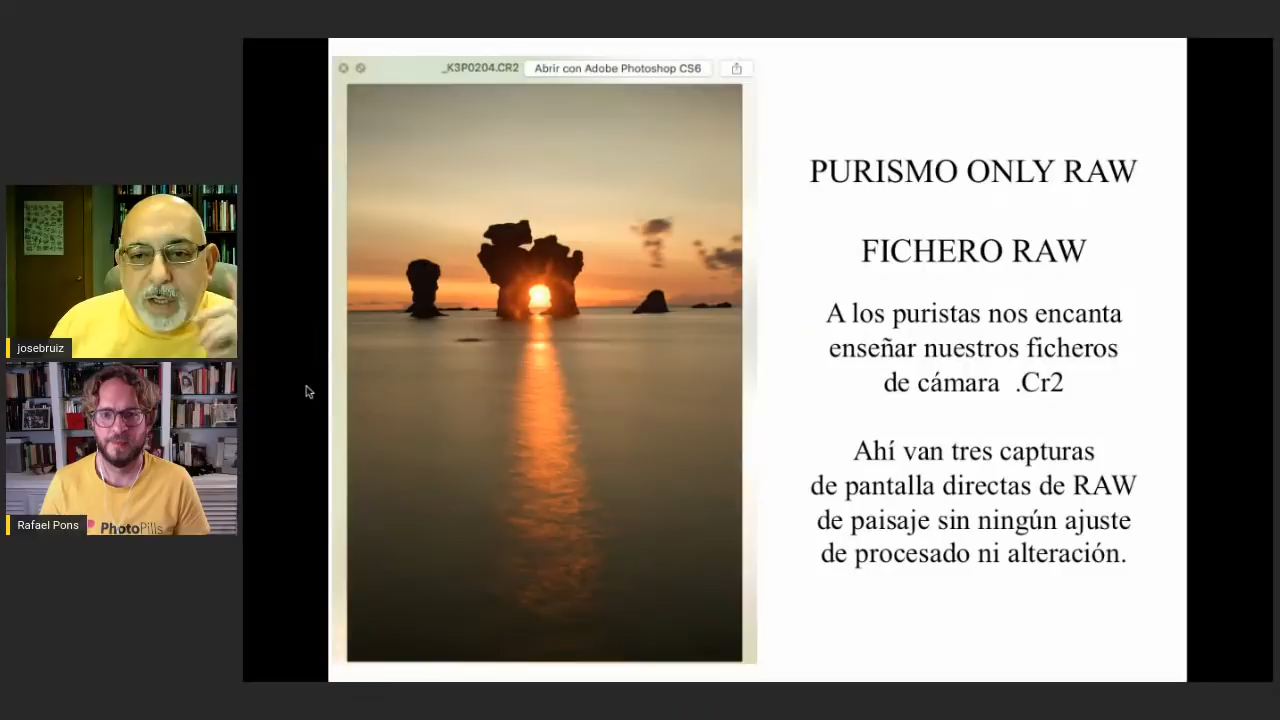 _K3P0204.CR2 Abrir con Adobe Photoshop CS6
PURISMO ONLY RAW
FICHERO RAW
A los puristas nos encanta
enseñar nuestros ficheros
de cámara .Cr2
Ahí van tres capturas
de pantalla directas de RAW
de paisaje sin ningún ajuste
de procesado ni alteración.
josebruiz
PhotoPills
Rafael Pons